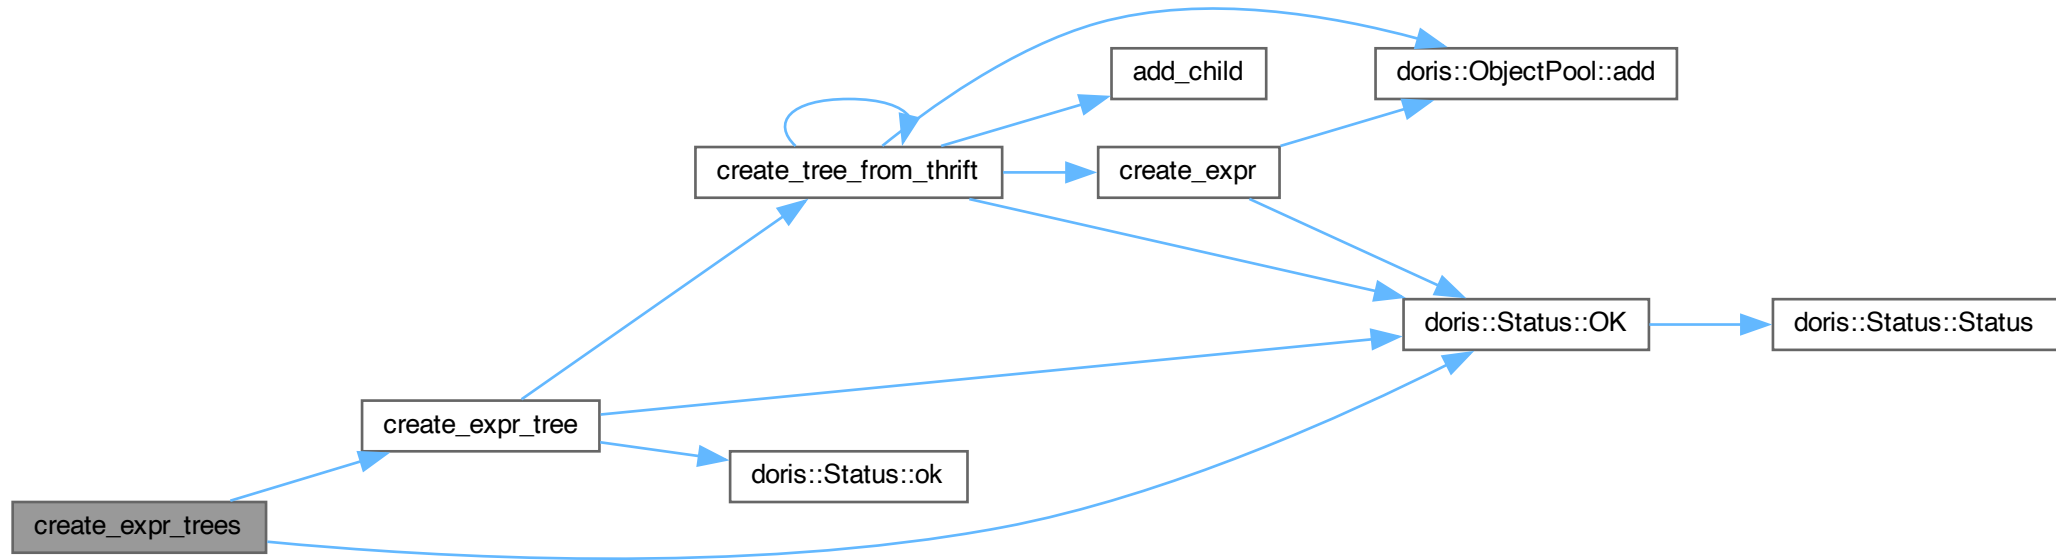 add_child
doris::ObjectPool::add
create_tree_from_thrift
create_expr
doris::Status::OK
doris::Status::Status
create_expr_tree
doris::Status::ok
create_expr_trees